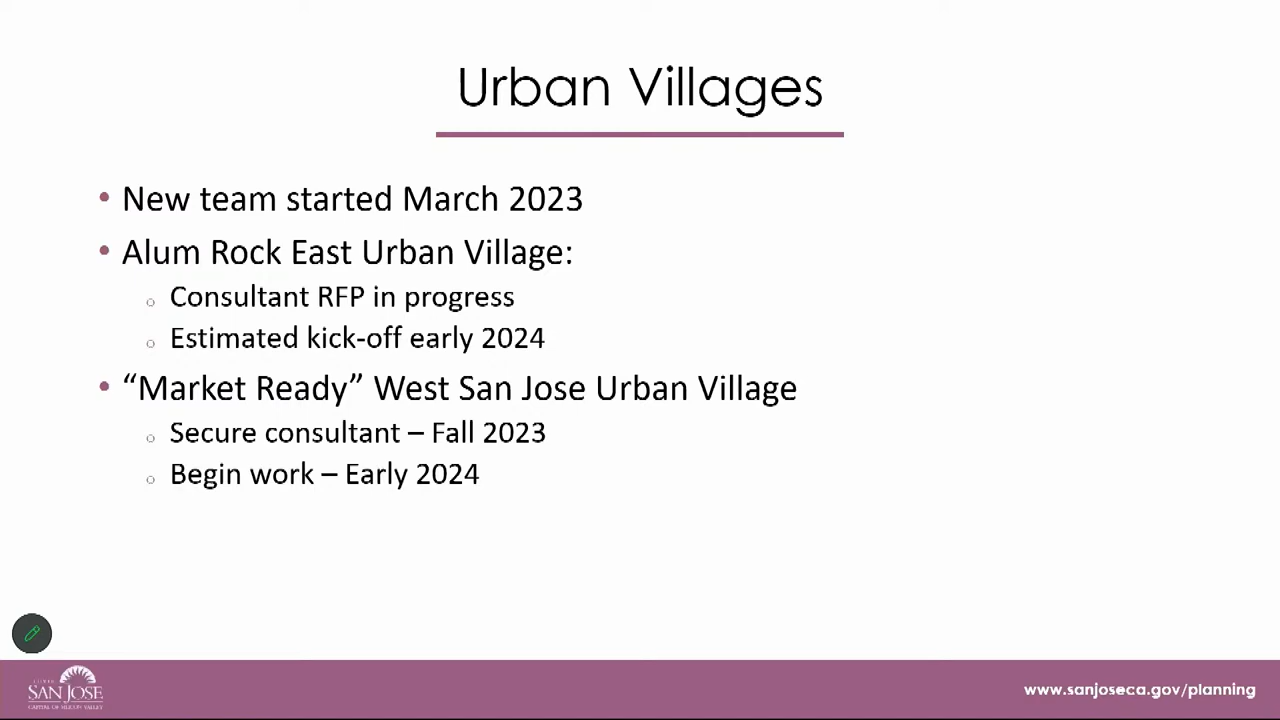 Urban Villages
• New team started March 2023
• Alum Rock East Urban Village:
○ Consultant RFP in progress
○ Estimated kick-off early 2024
• “Market Ready” West San Jose Urban Village
○ Secure consultant – Fall 2023
○ Begin work – Early 2024
CITY OF
SAN JOSE
CAPITAL OF SILICON VALLEY
www.sanjoseca.gov/planning